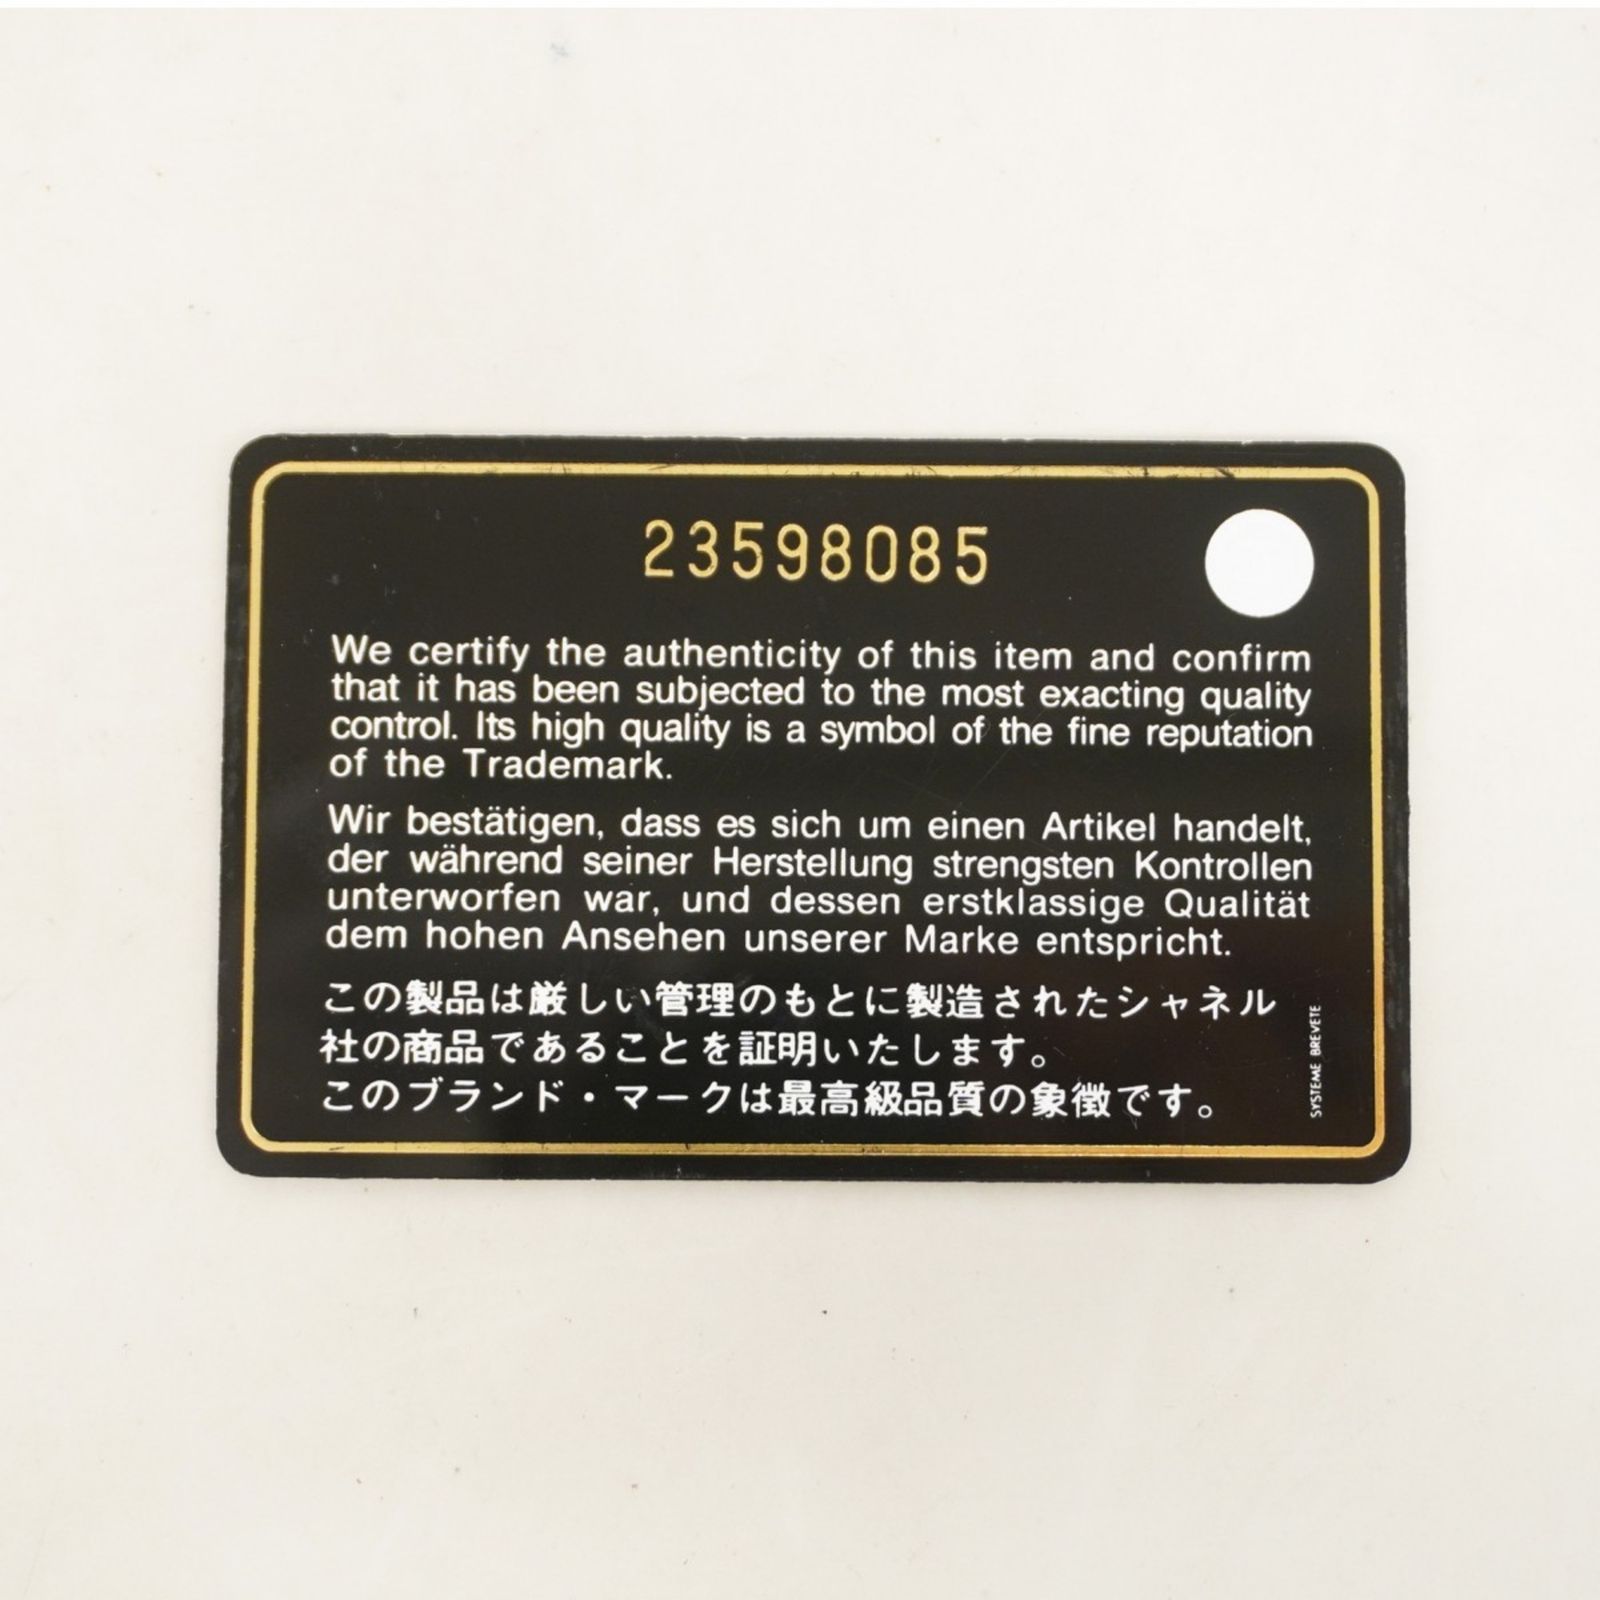 23598085
We certify the authenticity of this item and confirm
that it has been subjected to the most exacting quality
control. Its high quality is a symbol of the fine reputation
of the Trademark.
Wir bestätigen, dass es sich um einen Artikel handelt,
der während seiner Herstellung strengsten Kontrollen
unterworfen war, und dessen erstklassige Qualität
dem hohen Ansehen unserer Marke entspricht.
この製品は厳しい管理のもとに製造されたシャネル
社の商品であることを証明いたします。
このブランド・マークは最高級品質の象徴です。
SYSTEME BREVETE